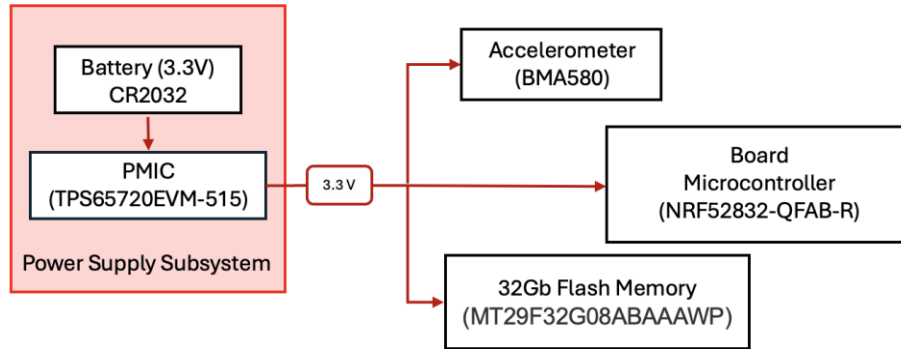 Battery (3.3V)
CR2032
PMIC
(TPS65720EVM-515)
Power Supply Subsystem
3.3 V
Accelerometer
(BMA580)
Board
Microcontroller
(NRF52832-QFAB-R)
32Gb Flash Memory
(MT29F32G08ABAAAWP)